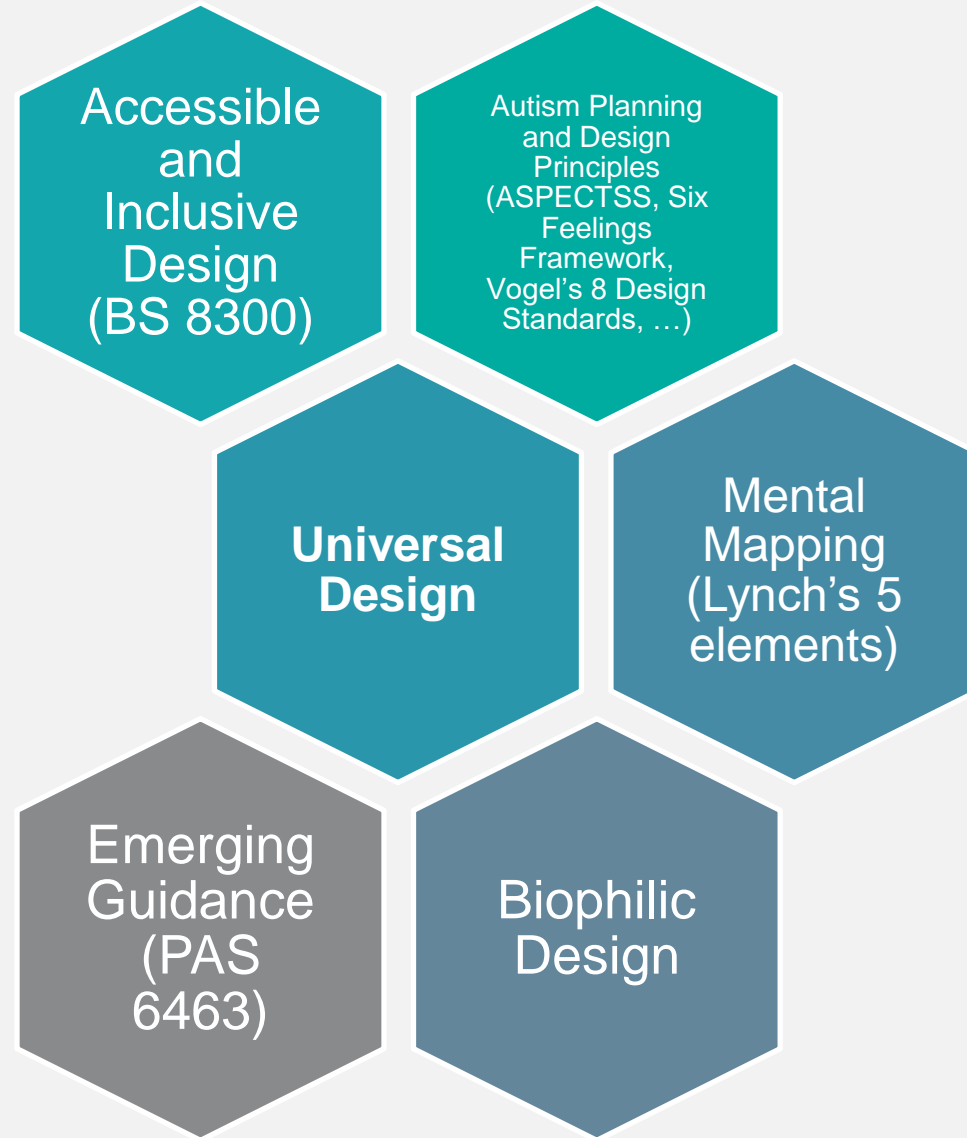 Accessible
and
Inclusive
Design
(BS 8300)
Autism Planning
and Design
Principles
(ASPECTSS, Six
Feelings
Framework,
Vogel’s 8 Design
Standards, …)
Universal
Design
Mental
Mapping
(Lynch’s 5
elements)
Emerging
Guidance
(PAS
6463)
Biophilic
Design